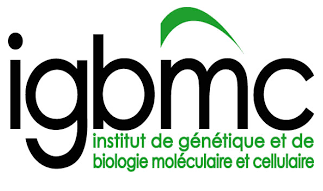 igbmc
institut de génétique et de
biologie moléculaire et cellulaire